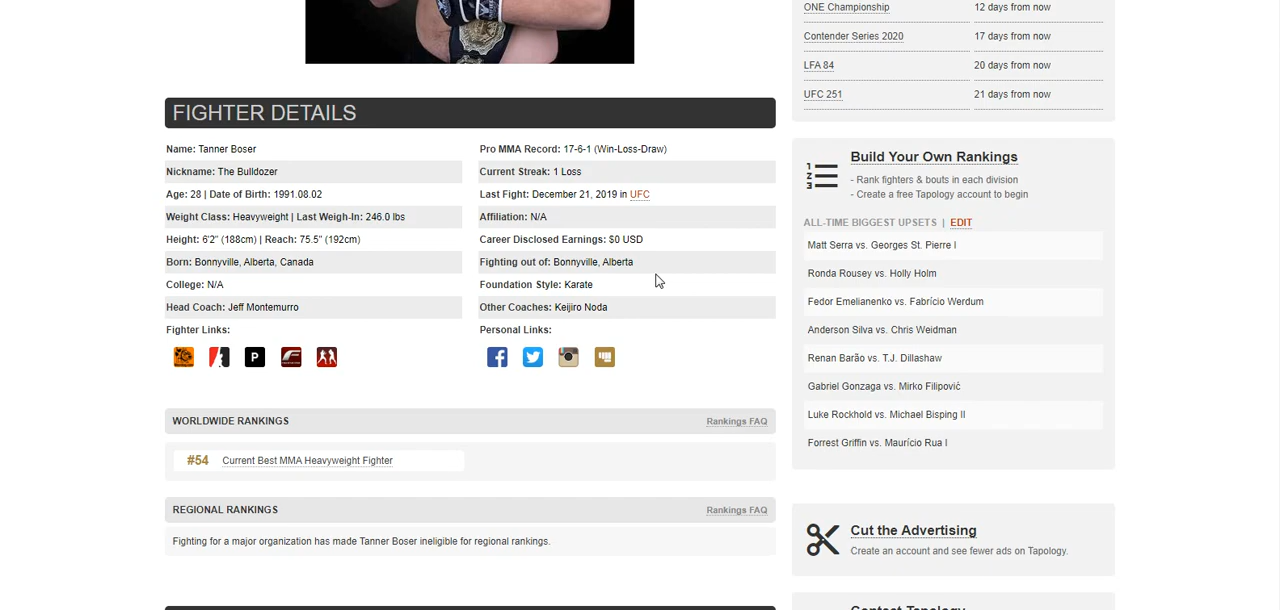 ONE Championship 12 days from now
Contender Series 2020 17 days from now
LFA 84 20 days from now
UFC 251 21 days from now
FIGHTER DETAILS
Name: Tanner Boser Pro MMA Record: 17-6-1 (Win-Loss-Draw)
Nickname: The Bulldozer Current Streak: 1 Loss
Age: 28 | Date of Birth: 1991.08.02 Last Fight: December 21, 2019 in UFC
Weight Class: Heavyweight | Last Weigh-In: 246.0 lbs Affiliation: N/A
Height: 6'2" (188cm) | Reach: 75.5" (192cm) Career Disclosed Earnings: $0 USD
Born: Bonnyville, Alberta, Canada Fighting out of: Bonnyville, Alberta
College: N/A Foundation Style: Karate
Head Coach: Jeff Montemurro Other Coaches: Keijiro Noda
Fighter Links: Personal Links:
P
WORLDWIDE RANKINGS Rankings FAQ
#54 Current Best MMA Heavyweight Fighter
REGIONAL RANKINGS Rankings FAQ
Fighting for a major organization has made Tanner Boser ineligible for regional rankings.
Build Your Own Rankings
- Rank fighters & bouts in each division
- Create a free Tapology account to begin
ALL-TIME BIGGEST UPSETS | EDIT
Matt Serra vs. Georges St. Pierre I
Ronda Rousey vs. Holly Holm
Fedor Emelianenko vs. Fabrício Werdum
Anderson Silva vs. Chris Weidman
Renan Barão vs. T.J. Dillashaw
Gabriel Gonzaga vs. Mirko Filipović
Luke Rockhold vs. Michael Bisping II
Forrest Griffin vs. Maurício Rua I
Cut the Advertising
Create an account and see fewer ads on Tapology.
Contact Tapology